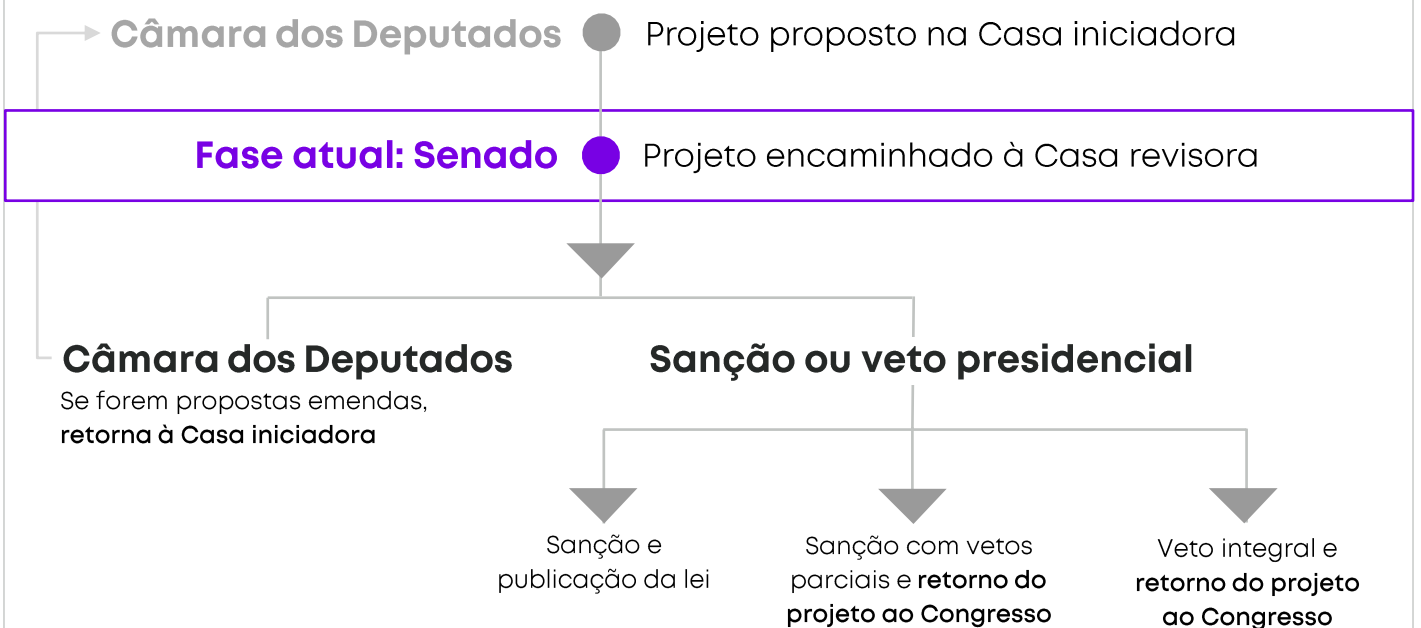 Câmara dos Deputados
Projeto proposto na Casa iniciadora
Fase atual: Senado
Projeto encaminhado à Casa revisora
Câmara dos Deputados
Se forem propostas emendas,
retorna à Casa iniciadora
Sanção ou veto presidencial
Sanção e
publicação da lei
Sanção com vetos
parciais e retorno do
projeto ao Congresso
Veto integral e
retorno do projeto
ao Congresso